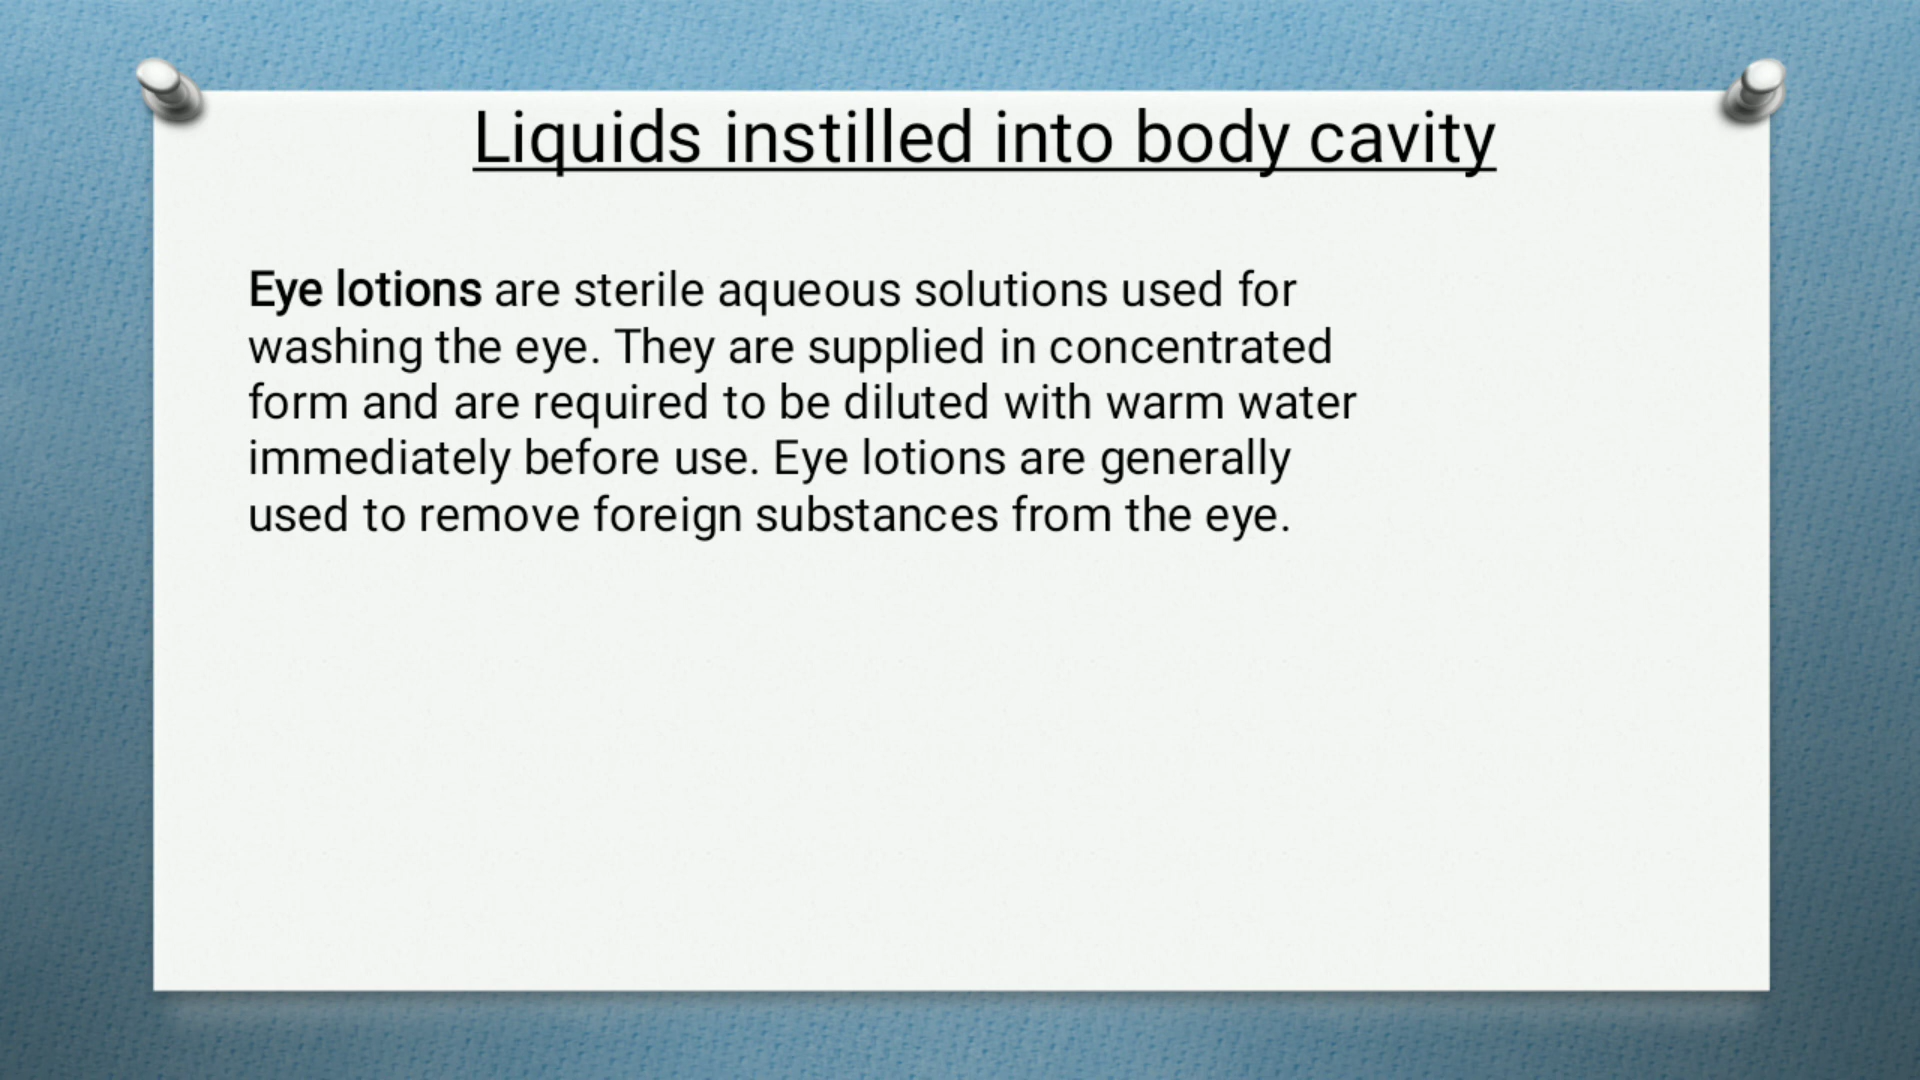 Liquids instilled into body cavity
Eye lotions are sterile aqueous solutions used for
washing the eye. They are supplied in concentrated
form and are required to be diluted with warm water
immediately before use. Eye lotions are generally
used to remove foreign substances from the eye.